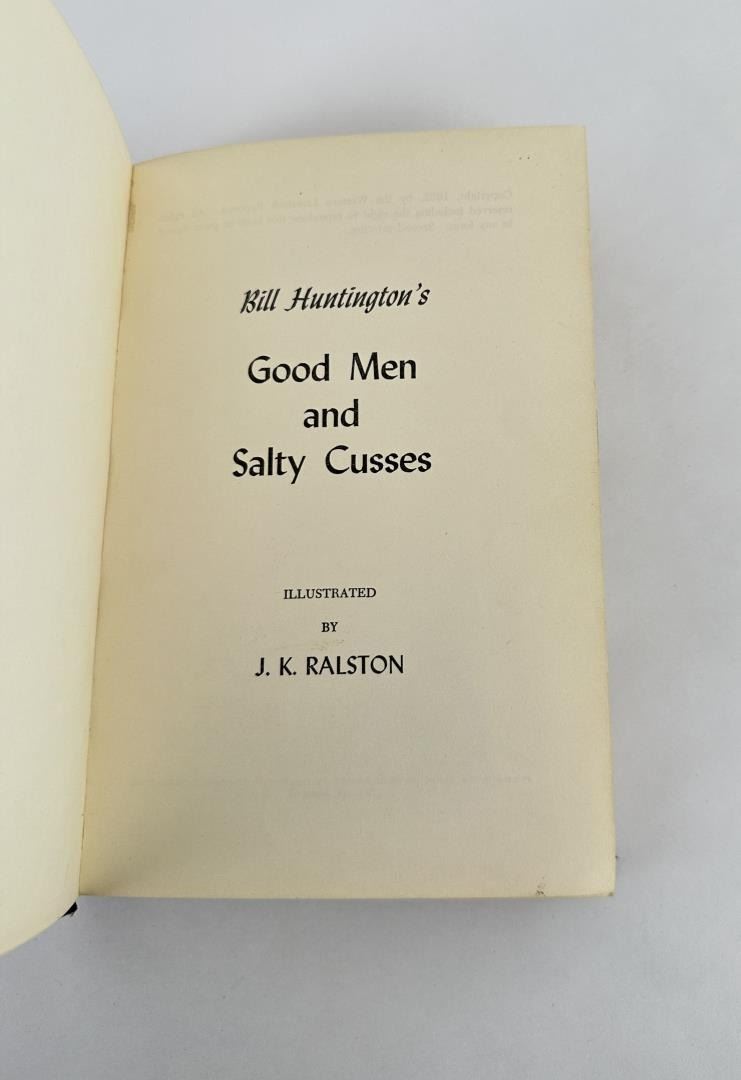 Bill Huntington's
Good Men
and
Salty Cusses
ILLUSTRATED
BY
J. K. RALSTON